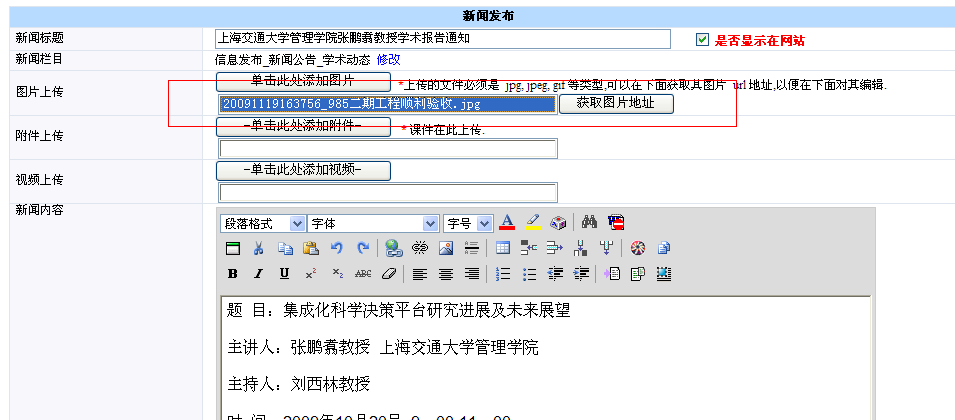 新闻发布
新闻标题 上海交通大学管理学院张鹏翥教授学术报告通知 是否显示在网站
新闻栏目 信息发布_新闻公告_学术动态 修改
图片上传 单击此处添加图片 *上传的文件必须是 jpg, jpeg, gif 等类型,可以在下面获取其图片 url 地址,以便在下面对其编辑.
20091119163756_985二期工程顺利验收.jpg 获取图片地址
附件上传 -单击此处添加附件- * 课件在此上传.
视频上传 -单击此处添加视频-
新闻内容
段落格式 字体 字号 A
B I U x² x₂ ABC
题 目：集成化科学决策平台研究进展及未来展望
主讲人：张鹏翥教授 上海交通大学管理学院
主持人：刘西林教授